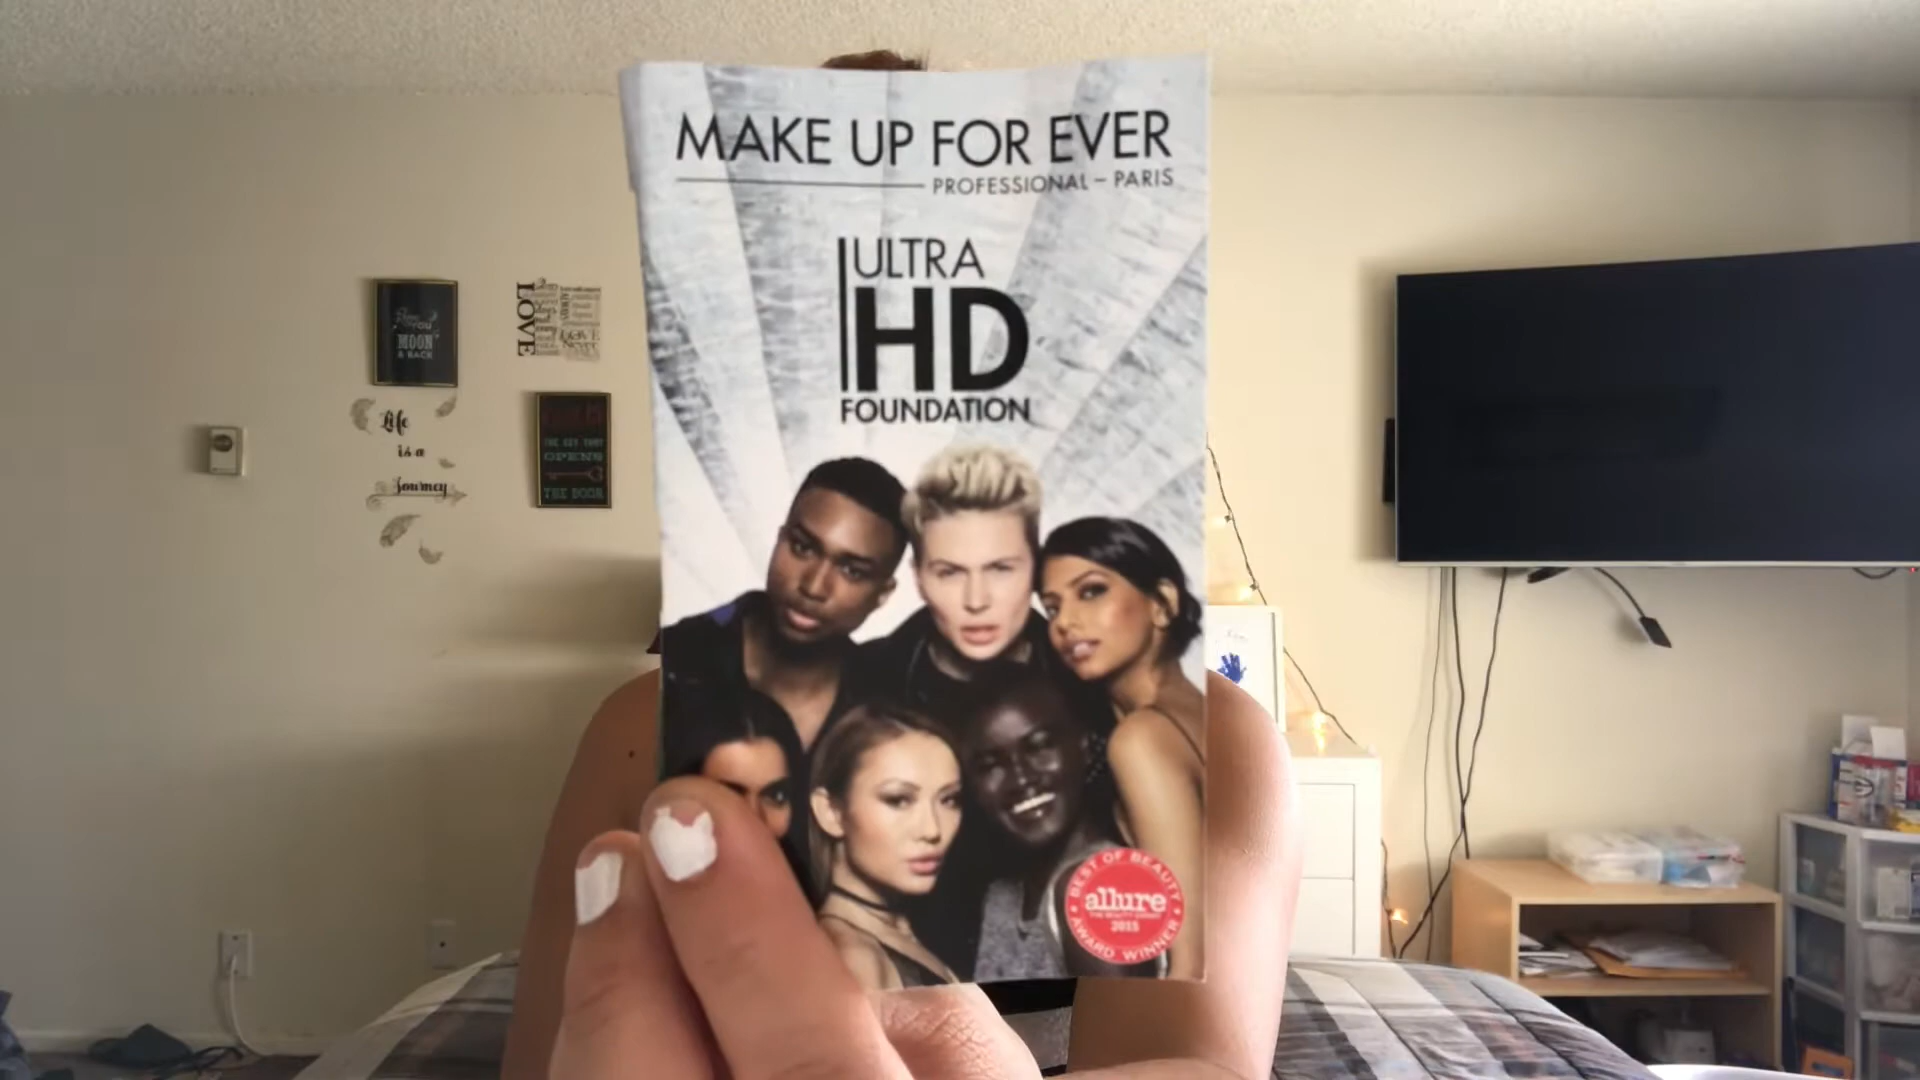 MAKE UP FOR EVER
PROFESSIONAL – PARIS
ULTRA
HD
FOUNDATION
BEST OF BEAUTY
allure
2015
AWARD WINNER
YOU
MOON
& BACK
LOVE
Life
is a
Journey
THE KEY THAT
OPENS
THE DOOR